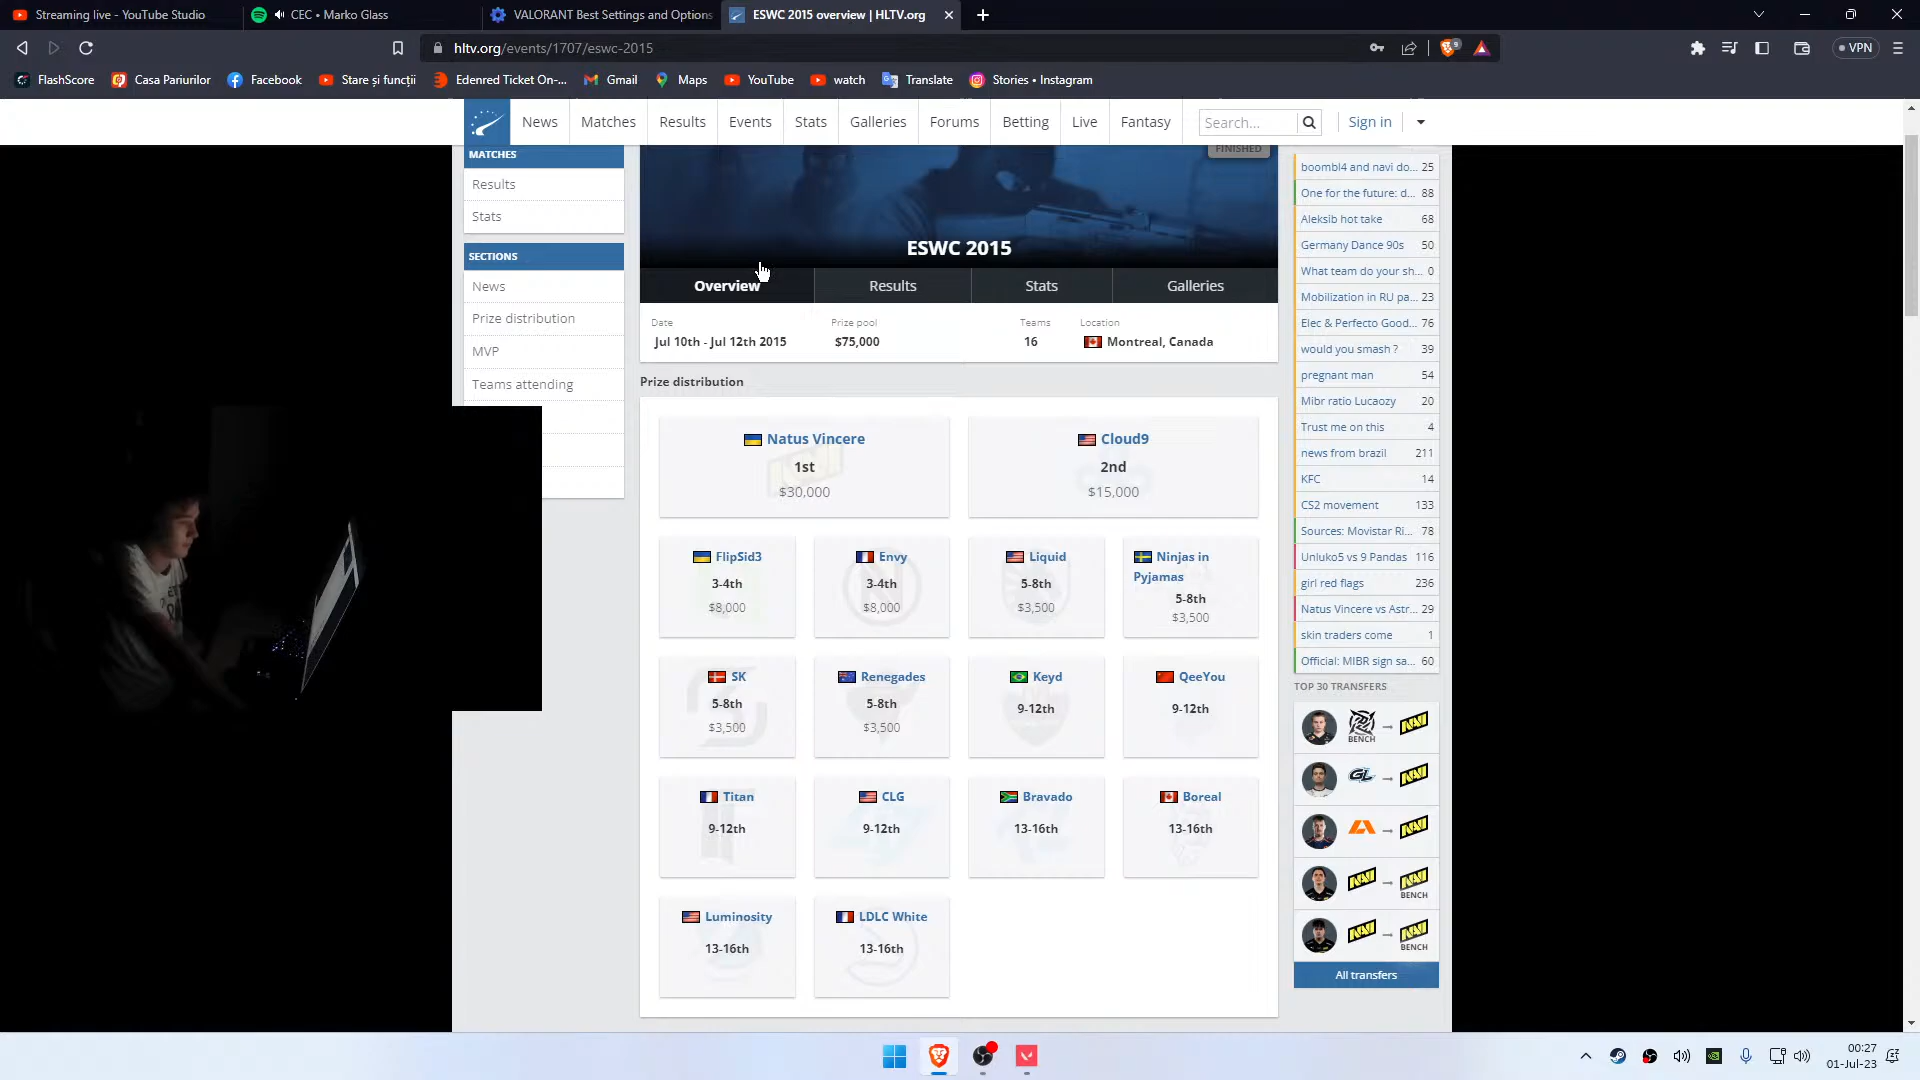 Streaming live - YouTube Studio
CEC • Marko Glass
VALORANT Best Settings and Options
ESWC 2015 overview | HLTV.org
hltv.org/events/1707/eswc-2015
9
VPN
FlashScore
Casa Pariurilor
Facebook
Stare și funcții
Edenred Ticket On-...
Gmail
Maps
YouTube
watch
Translate
Stories • Instagram
News
Matches
Results
Events
Stats
Galleries
Forums
Betting
Live
Fantasy
Search...
Sign in
MATCHES
Results
Stats
SECTIONS
News
Prize distribution
MVP
Teams attending
FINISHED
ESWC 2015
Overview
Results
Stats
Galleries
Date
Prize pool
Teams
Location
Jul 10th - Jul 12th 2015
$75,000
16
Montreal, Canada
Prize distribution
Natus Vincere
1st
$30,000
Cloud9
2nd
$15,000
FlipSid3
3-4th
$8,000
Envy
3-4th
$8,000
Liquid
5-8th
$3,500
Ninjas in
Pyjamas
5-8th
$3,500
SK
5-8th
$3,500
Renegades
5-8th
$3,500
Keyd
9-12th
QeeYou
9-12th
Titan
9-12th
CLG
9-12th
Bravado
13-16th
Boreal
13-16th
Luminosity
13-16th
LDLC White
13-16th
boombl4 and navi do... 25
One for the future: d... 88
Aleksib hot take 68
Germany Dance 90s 50
What team do your sh... 0
Mobilization in RU pa... 23
Elec & Perfecto Good... 76
would you smash ? 39
pregnant man 54
Mibr ratio Lucaozy 20
Trust me on this 4
news from brazil 211
KFC 14
CS2 movement 133
Sources: Movistar Ri... 78
Unluko5 vs 9 Pandas 116
girl red flags 236
Natus Vincere vs Astr... 29
skin traders come 1
Official: MIBR sign sa... 60
TOP 30 TRANSFERS
BENCH
BENCH
BENCH
All transfers
00:27
01-Jul-23